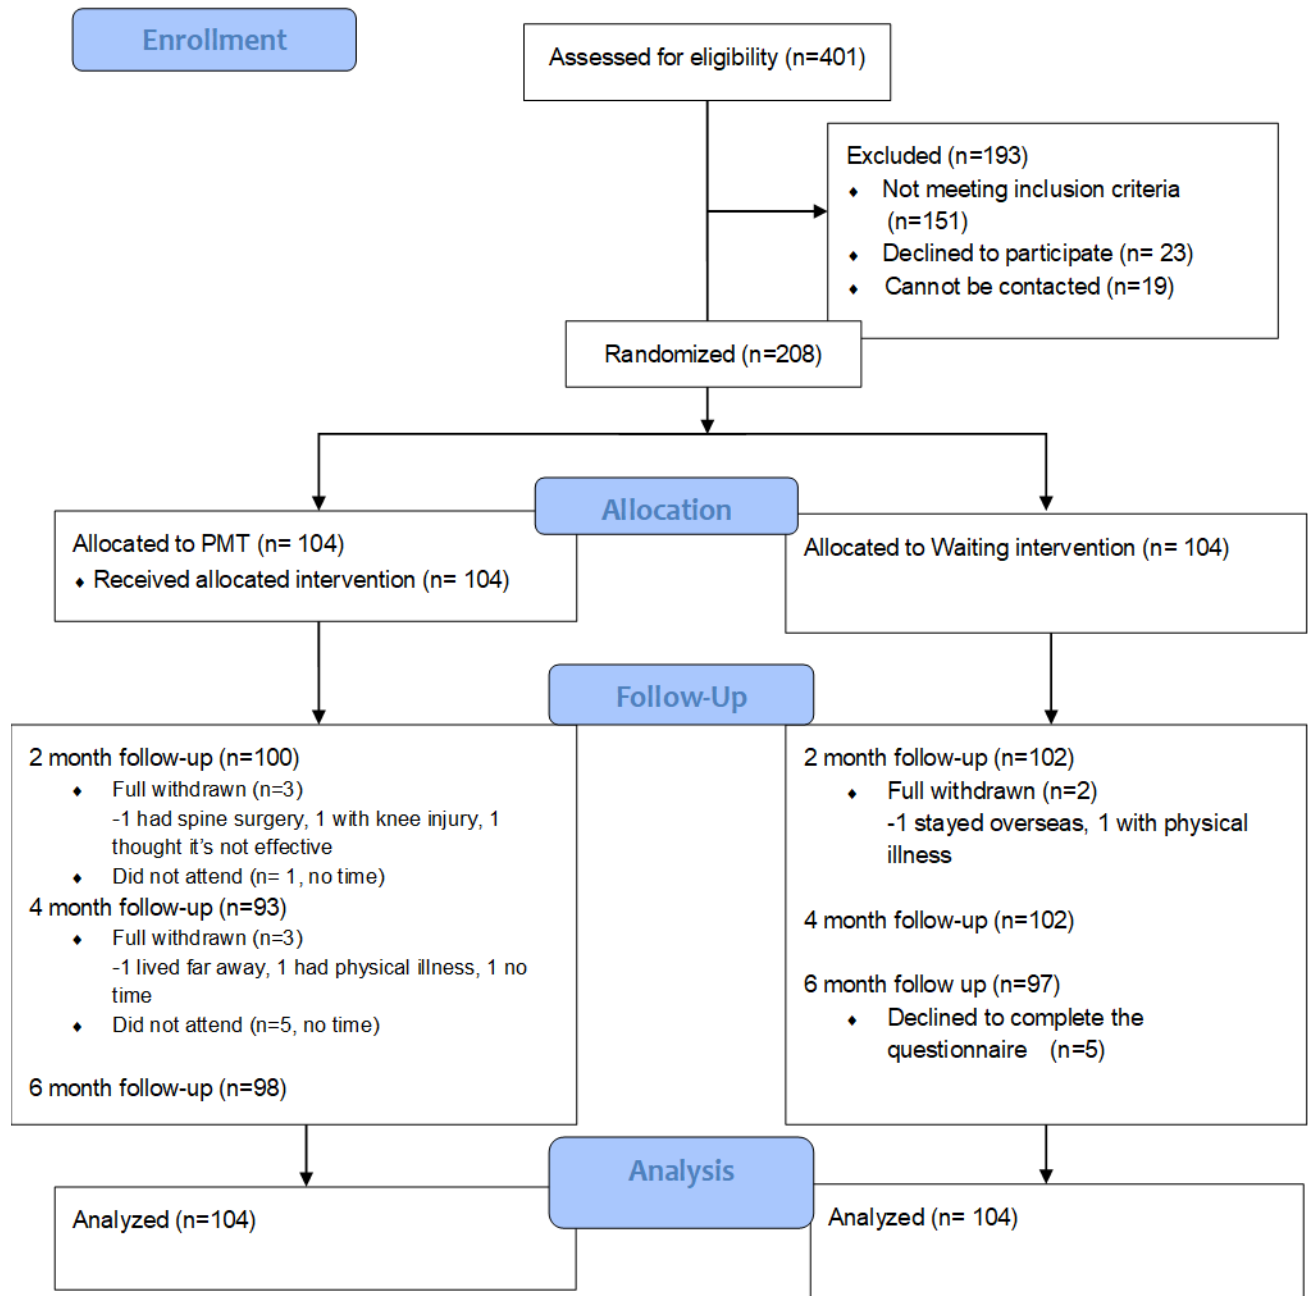 Enrollment
Assessed for eligibility (n=401)
Excluded (n=193)
♦ Not meeting inclusion criteria
(n=151)
♦ Declined to participate (n= 23)
♦ Cannot be contacted (n=19)
Randomized (n=208)
Allocation
Allocated to PMT (n= 104)
♦ Received allocated intervention (n= 104)
Allocated to Waiting intervention (n= 104)
Follow-Up
2 month follow-up (n=100)
♦ Full withdrawn (n=3)
-1 had spine surgery, 1 with knee injury, 1
thought it's not effective
♦ Did not attend (n= 1, no time)
4 month follow-up (n=93)
♦ Full withdrawn (n=3)
-1 lived far away, 1 had physical illness, 1 no
time
♦ Did not attend (n=5, no time)
6 month follow-up (n=98)
2 month follow-up (n=102)
♦ Full withdrawn (n=2)
-1 stayed overseas, 1 with physical
illness
4 month follow-up (n=102)
6 month follow up (n=97)
♦ Declined to complete the
questionnaire (n=5)
Analysis
Analyzed (n=104)
Analyzed (n= 104)